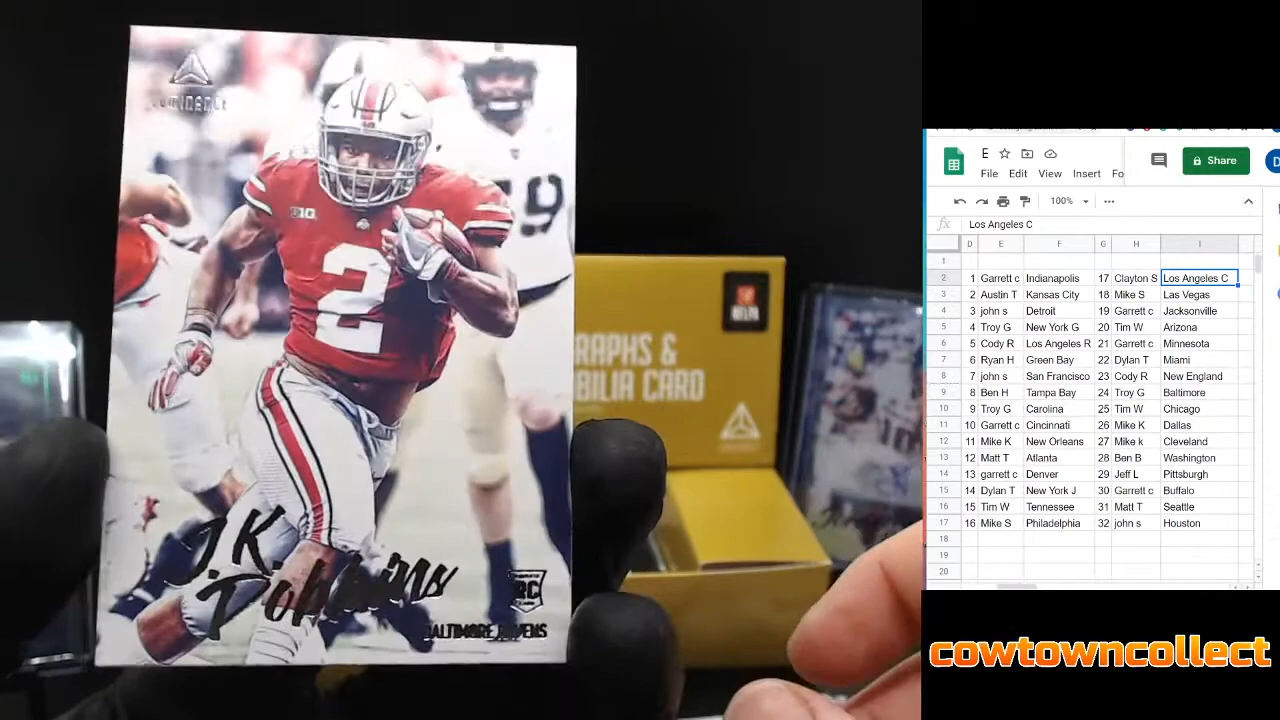 LUMINANCE
B1G
2
59
J.K.
Dobbins
RC
BALTIMORE RAVENS
RAPHS &
BILIA CARD
E
Share
D
File Edit View Insert Fo
100%
fx Los Angeles C
D E F G H I
1
2 1 Garrett c Indianapolis 17 Clayton S Los Angeles C
3 2 Austin T Kansas City 18 Mike S Las Vegas
4 3 john s Detroit 19 Garrett c Jacksonville
5 4 Troy G New York G 20 Tim W Arizona
6 5 Cody R Los Angeles R 21 Garrett c Minnesota
7 6 Ryan H Green Bay 22 Dylan T Miami
8 7 john s San Francisco 23 Cody R New England
9 8 Ben H Tampa Bay 24 Troy G Baltimore
10 9 Troy G Carolina 25 Tim W Chicago
11 10 Garrett c Cincinnati 26 Mike K Dallas
12 11 Mike K New Orleans 27 Mike k Cleveland
13 12 Matt T Atlanta 28 Ben B Washington
14 13 garrett c Denver 29 Jeff L Pittsburgh
15 14 Dylan T New York J 30 Garrett c Buffalo
16 15 Tim W Tennessee 31 Matt T Seattle
17 16 Mike S Philadelphia 32 john s Houston
18
19
20
cowtowncollect